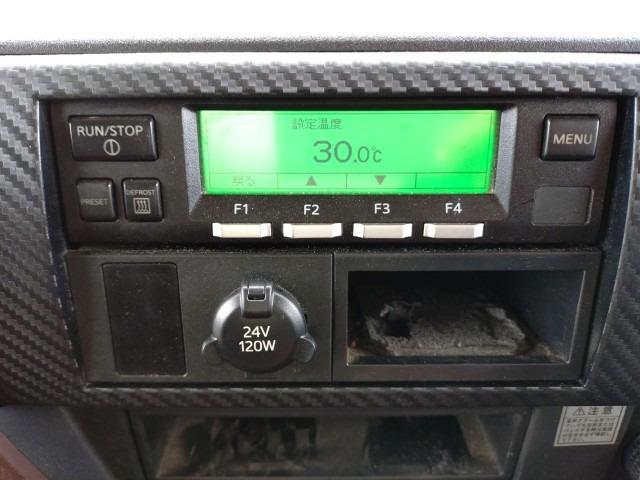 RUN/STOP
設定温度
30.0℃
MENU
戻る ▲ ▼
PRESET
DEFROST
F1 F2 F3 F4
24V
120W
注意